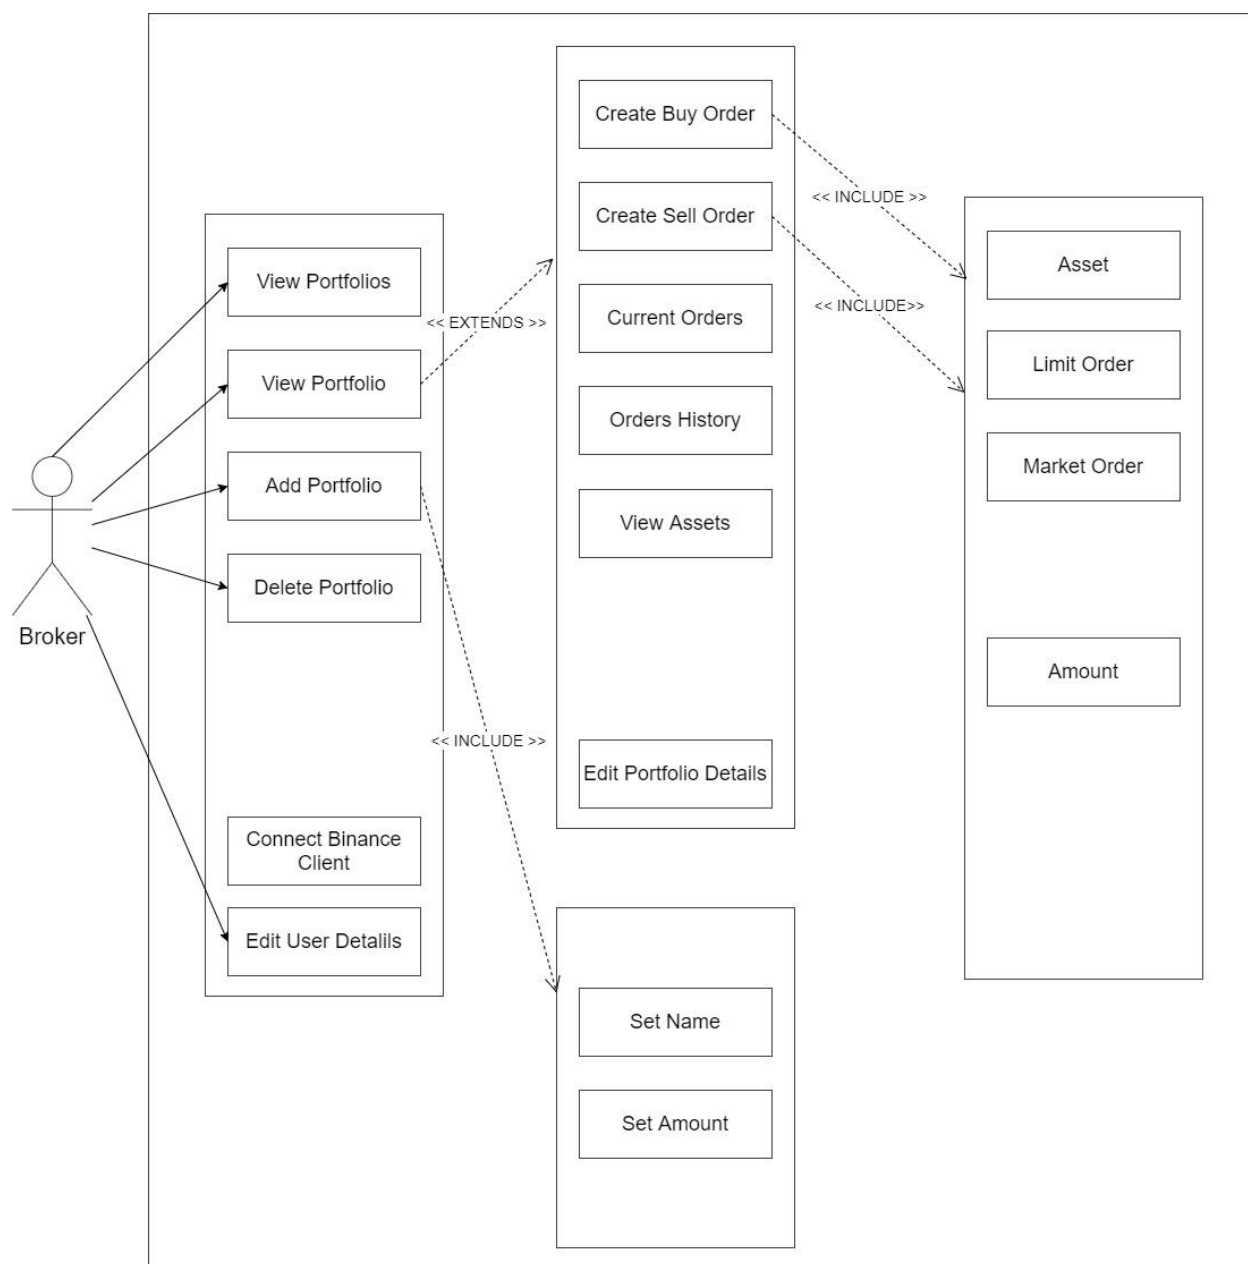 Create Buy Order
<< INCLUDE >>
Create Sell Order
Asset
View Portfolios
<< EXTENDS >>
Current Orders
<< INCLUDE>>
Limit Order
View Portfolio
Orders History
Market Order
Add Portfolio
View Assets
Delete Portfolio
Broker
Amount
<< INCLUDE >>
Edit Portfolio Details
Connect Binance
Client
Edit User Detalils
Set Name
Set Amount